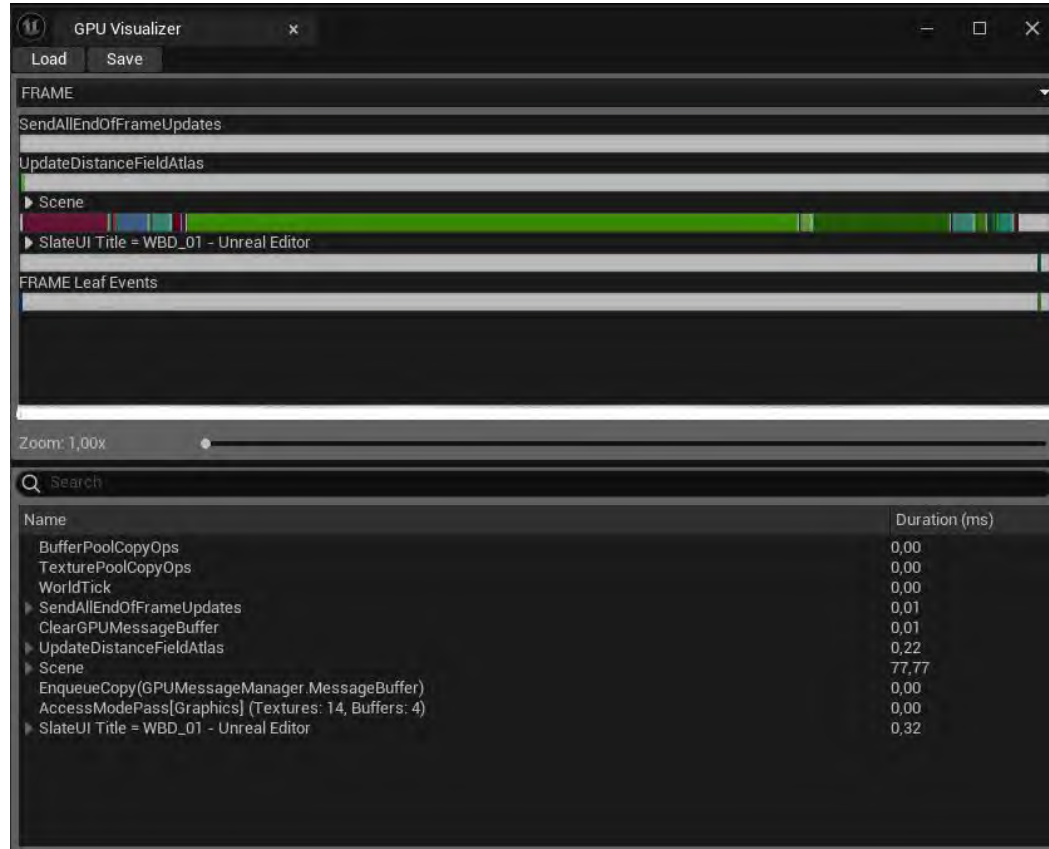 GPU Visualizer
Load Save
FRAME
SendAllEndOfFrameUpdates
UpdateDistanceFieldAtlas
Scene
SlateUI Title = WBD_01 - Unreal Editor
FRAME Leaf Events
Zoom: 1,00x
Search
Name Duration (ms)
BufferPoolCopyOps 0,00
TexturePoolCopyOps 0,00
WorldTick 0,00
SendAllEndOfFrameUpdates 0,01
ClearGPUMessageBuffer 0,01
UpdateDistanceFieldAtlas 0,22
Scene 77,77
EnqueueCopy(GPUMessageManager.MessageBuffer) 0,00
AccessModePass[Graphics] (Textures: 14, Buffers: 4) 0,00
SlateUI Title = WBD_01 - Unreal Editor 0,32